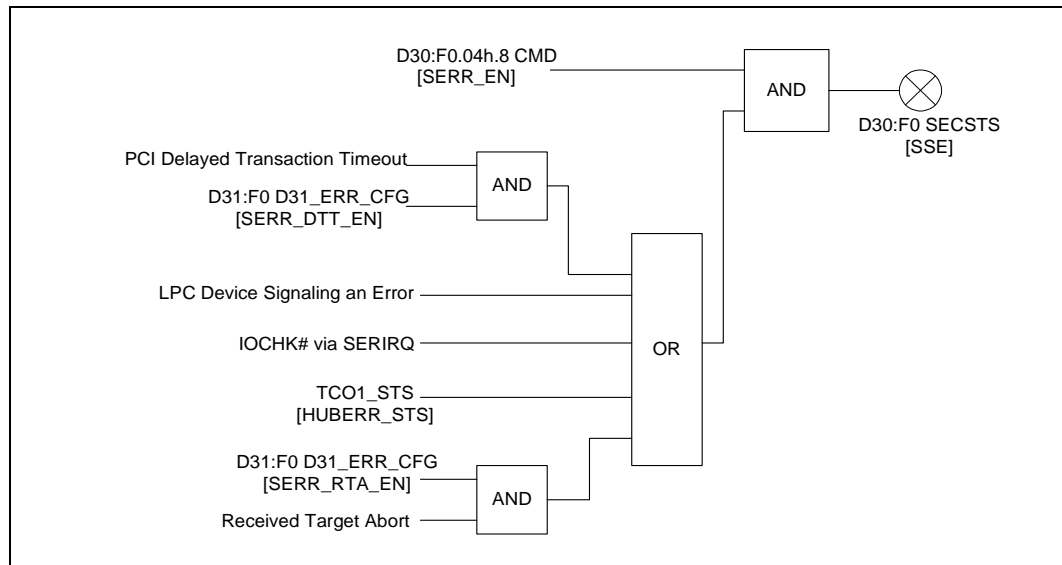 D30:F0.04h.8 CMD
[SERR_EN]
AND
D30:F0 SECSTS
[SSE]
PCI Delayed Transaction Timeout
AND
D31:F0 D31_ERR_CFG
[SERR_DTT_EN]
LPC Device Signaling an Error
IOCHK# via SERIRQ
OR
TCO1_STS
[HUBERR_STS]
D31:F0 D31_ERR_CFG
[SERR_RTA_EN]
AND
Received Target Abort